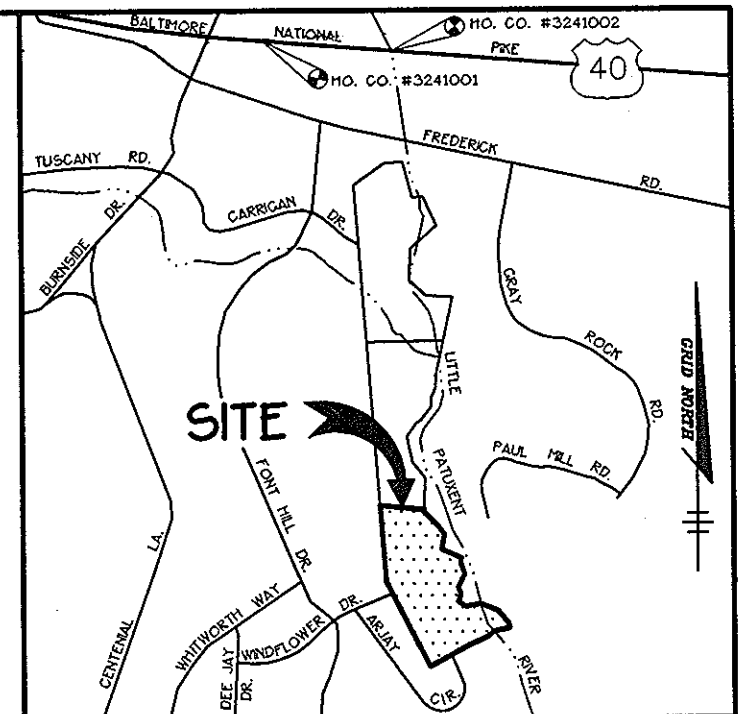 BALTIMORE NATIONAL PIKE
HO. CO. #3241002
40
HO. CO. #3241001
FREDERICK RD.
TUSCANY RD.
CARRIGAN DR.
BURNSIDE DR.
GRAY ROCK RD.
GRID NORTH
LITTLE PATUXENT RIVER
SITE
PAUL MILL RD.
FONT HILL DR.
CENTENIAL LA.
WHITWORTH WAY
WINDFLOWER DR.
ARJAY CIR.
DEE JAY DR.